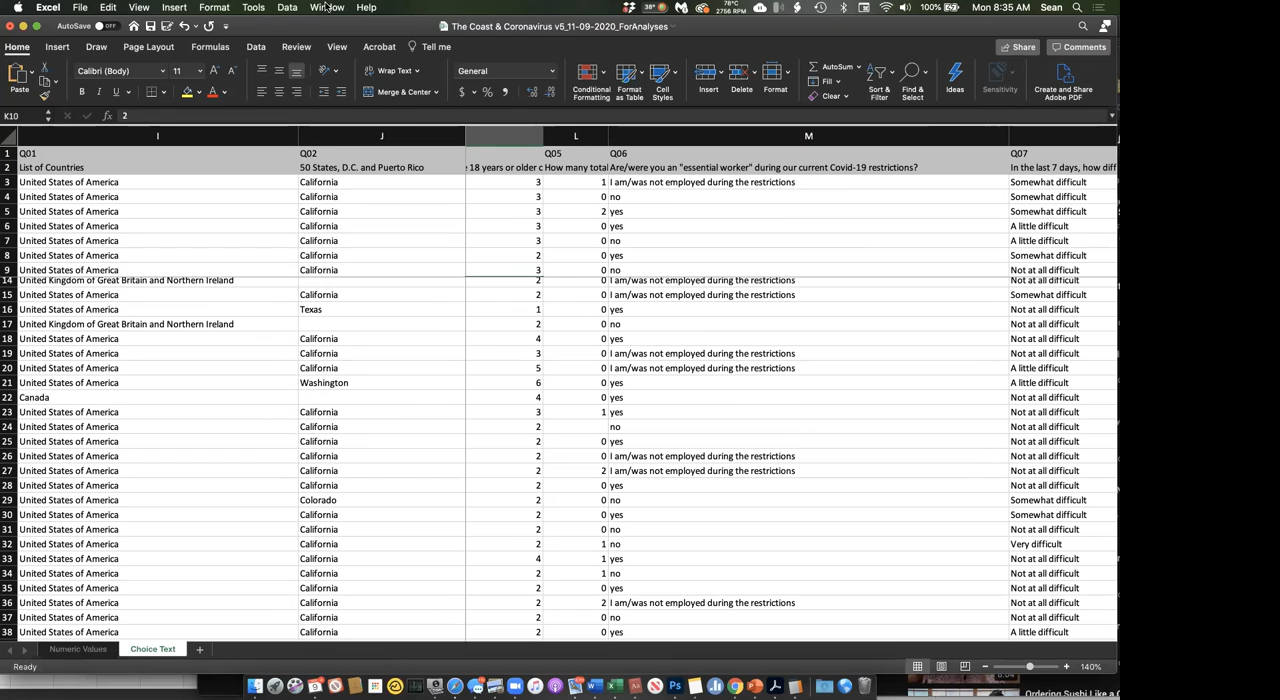 Excel File Edit View Insert Format Tools Data Window Help 38° 78°C 2756 RPM 100% Mon 8:35 AM Sean
AutoSave OFF The Coast & Coronavirus v5_11-09-2020_ForAnalyses
Home Insert Draw Page Layout Formulas Data Review View Acrobat Tell me Share Comments
Paste Calibri (Body) 11 A A Wrap Text General Conditional Formatting Format as Table Cell Styles Insert Delete Format AutoSum Fill Clear Sort & Filter Find & Select Ideas Sensitivity Create and Share Adobe PDF
B I U A Merge & Center $ %
K10 fx 2
I J L M
1 Q01 Q02 Q05 Q06 Q07
2 List of Countries 50 States, D.C. and Puerto Rico 18 years or older How many total Are/were you an "essential worker" during our current Covid-19 restrictions? In the last 7 days, how diff
3 United States of America California 3 1 I am/was not employed during the restrictions Somewhat difficult
4 United States of America California 3 0 no Somewhat difficult
5 United States of America California 3 2 yes Somewhat difficult
6 United States of America California 3 0 yes A little difficult
7 United States of America California 3 0 no A little difficult
8 United States of America California 2 0 yes Somewhat difficult
9 United States of America California 3 0 no Not at all difficult
14 United Kingdom of Great Britain and Northern Ireland 2 0 I am/was not employed during the restrictions Not at all difficult
15 United States of America California 2 0 I am/was not employed during the restrictions Somewhat difficult
16 United States of America Texas 1 0 yes Not at all difficult
17 United Kingdom of Great Britain and Northern Ireland 2 0 no Not at all difficult
18 United States of America California 4 0 yes Not at all difficult
19 United States of America California 3 0 I am/was not employed during the restrictions Not at all difficult
20 United States of America California 5 0 I am/was not employed during the restrictions A little difficult
21 United States of America Washington 6 0 yes A little difficult
22 Canada 4 0 yes Not at all difficult
23 United States of America California 3 1 yes Not at all difficult
24 United States of America California 2 0 no Not at all difficult
25 United States of America California 2 0 yes Not at all difficult
26 United States of America California 2 0 I am/was not employed during the restrictions Not at all difficult
27 United States of America California 2 2 I am/was not employed during the restrictions Not at all difficult
28 United States of America California 2 0 yes Not at all difficult
29 United States of America Colorado 2 0 no Somewhat difficult
30 United States of America California 2 0 yes Somewhat difficult
31 United States of America California 2 0 no Not at all difficult
32 United States of America California 2 1 no Very difficult
33 United States of America California 4 1 yes Not at all difficult
34 United States of America California 2 1 no Not at all difficult
35 United States of America California 2 0 yes Not at all difficult
36 United States of America California 2 2 I am/was not employed during the restrictions Not at all difficult
37 United States of America California 2 0 no Not at all difficult
38 United States of America California 2 0 yes A little difficult
Numeric Values Choice Text +
Ready 140%
Ordering Sushi Like a